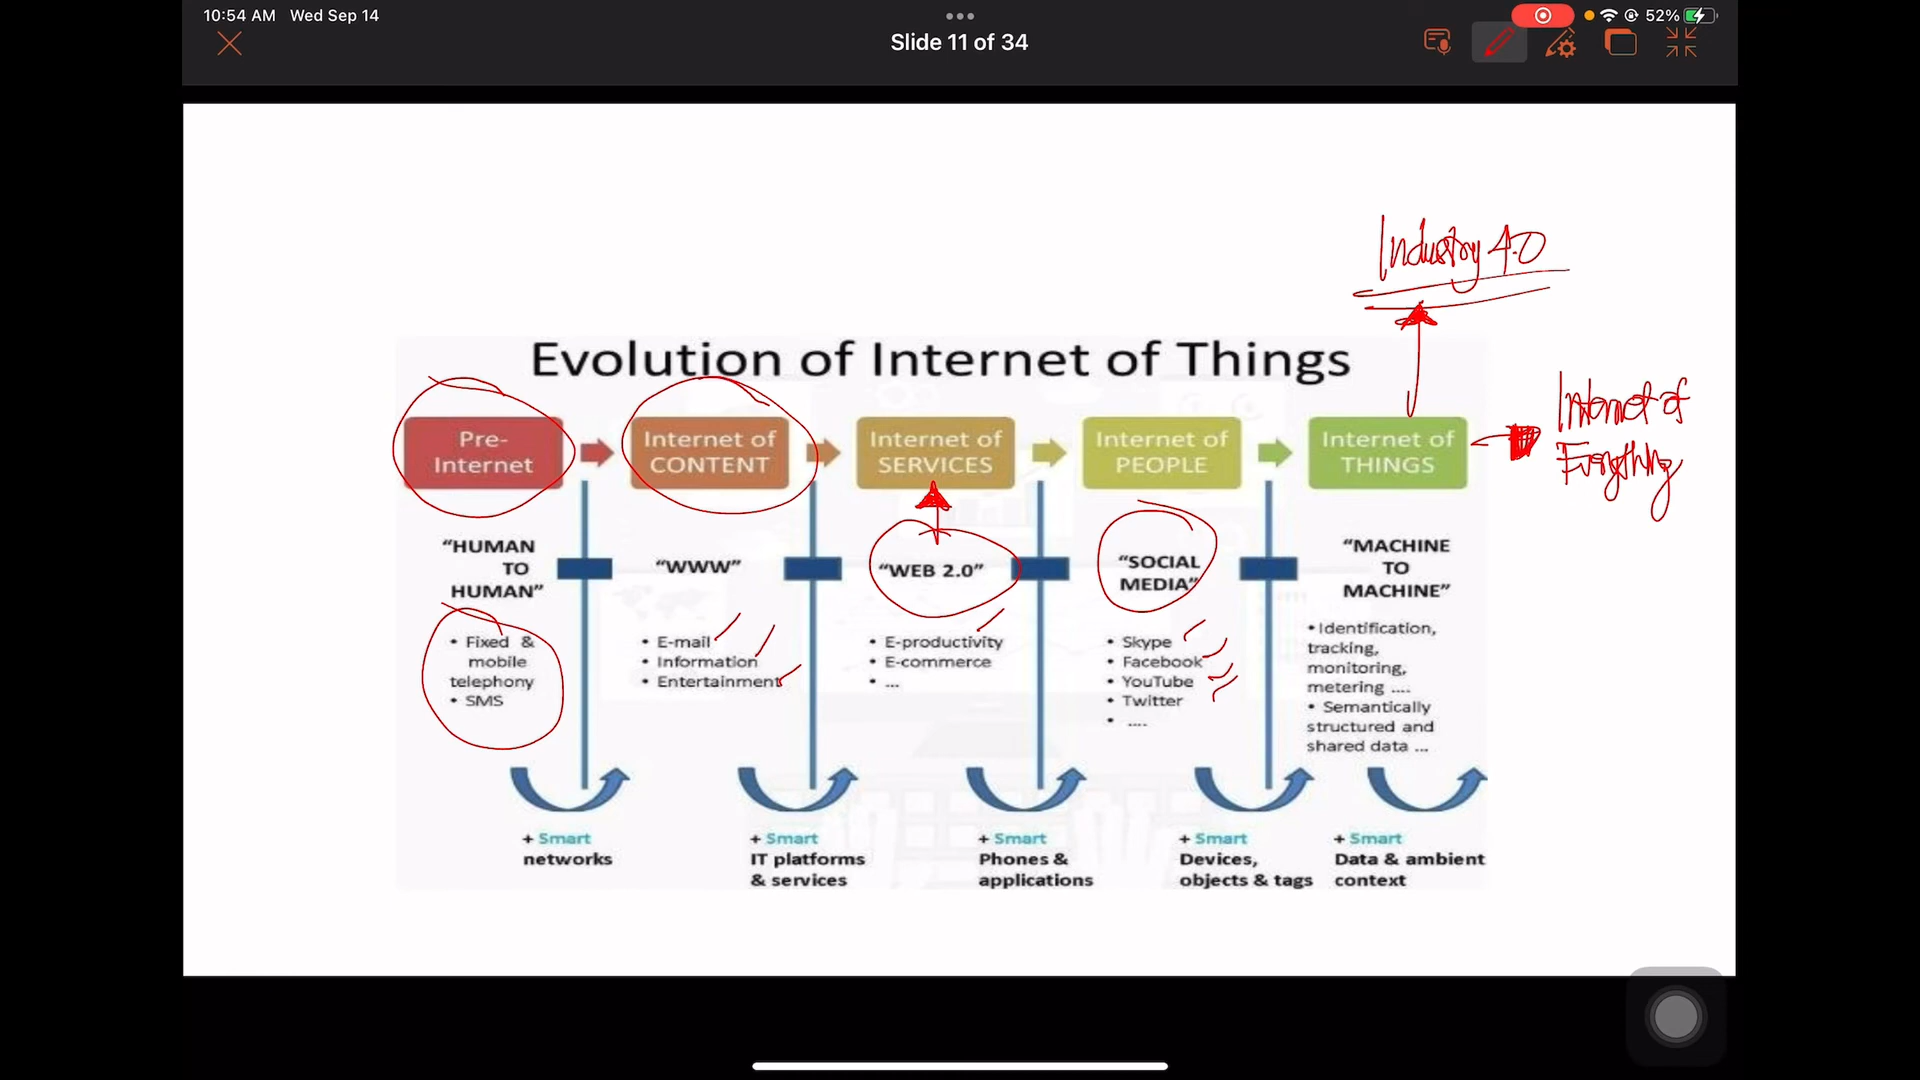 10:54 AM Wed Sep 14
52%
Slide 11 of 34
Industry 4.0
Evolution of Internet of Things
Pre-
Internet
Internet of
CONTENT
Internet of
SERVICES
Internet of
PEOPLE
Internet of
THINGS
Internet of
Everything
“HUMAN
TO
HUMAN”
“WWW”
“WEB 2.0”
“SOCIAL
MEDIA”
“MACHINE
TO
MACHINE”
• Fixed &
mobile
telephony
• SMS
• E-mail
• Information
• Entertainment
• E-productivity
• E-commerce
• ...
• Skype
• Facebook
• YouTube
• Twitter
• ....
• Identification,
tracking,
monitoring,
metering ....
• Semantically
structured and
shared data ...
+ Smart
networks
+ Smart
IT platforms
& services
+ Smart
Phones &
applications
+ Smart
Devices,
objects & tags
+ Smart
Data & ambient
context